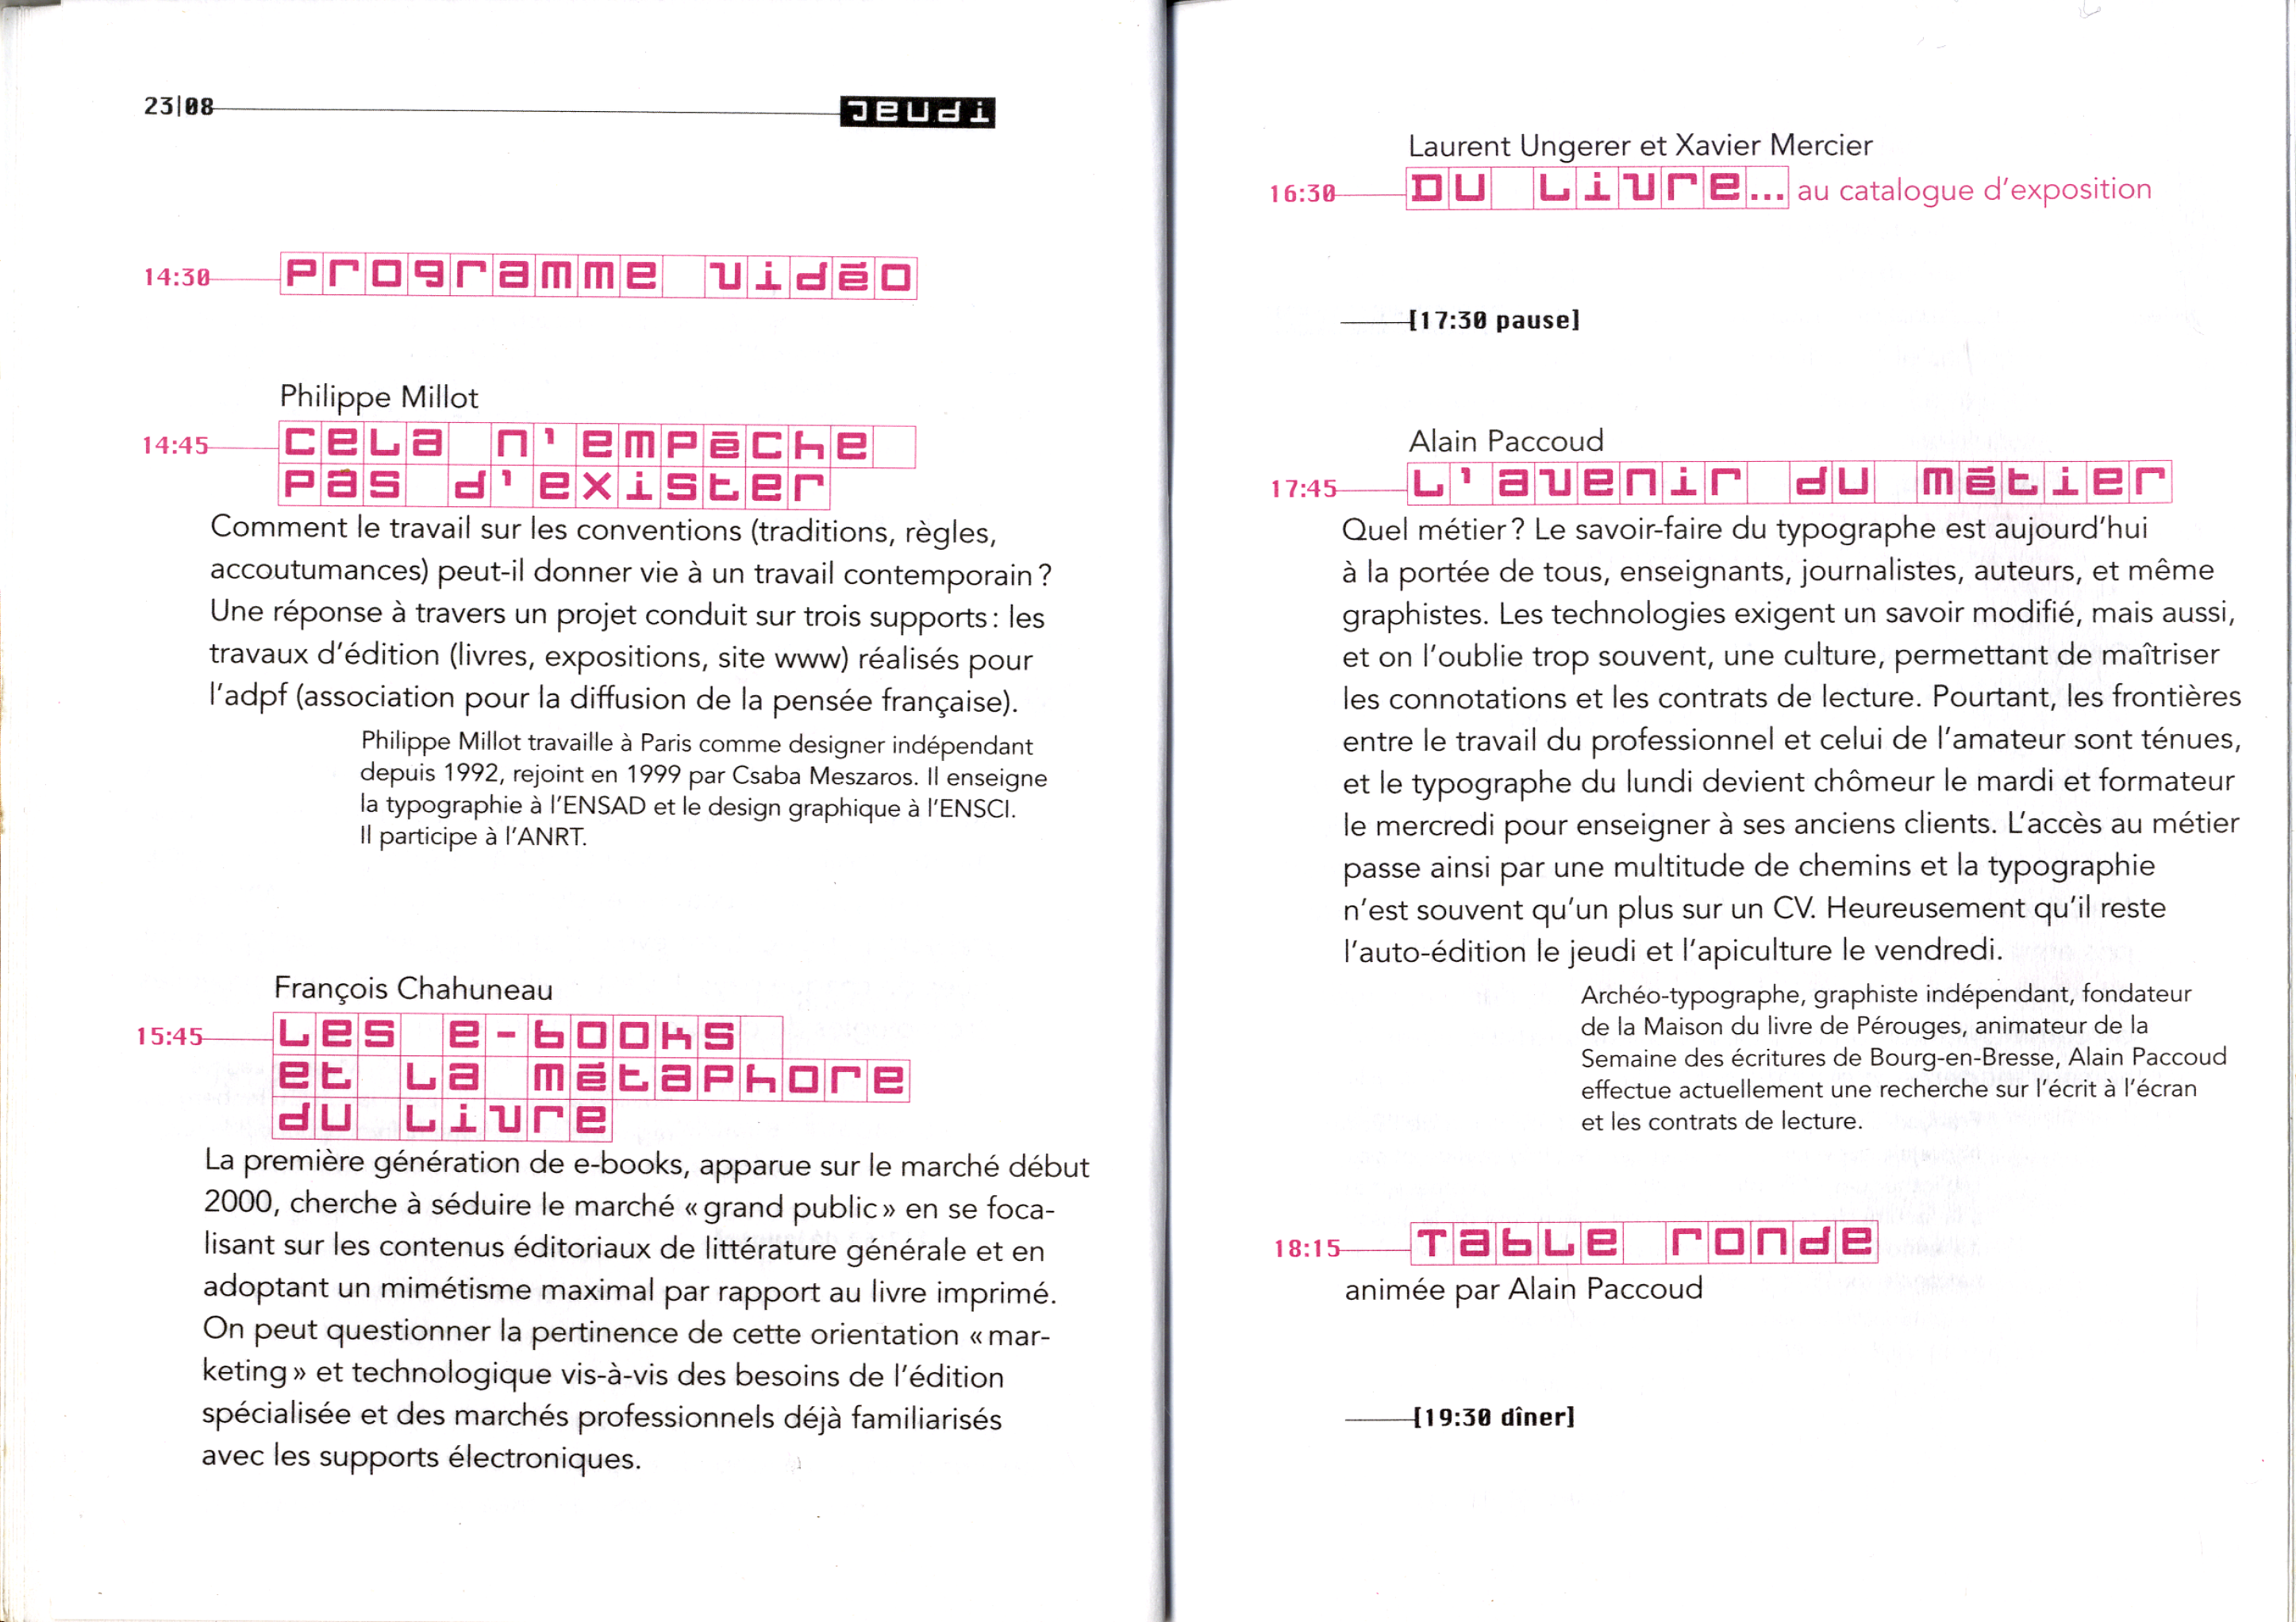 23|08 Jeudi
14:30 Programme vidéo
Philippe Millot
14:45 Cela n'empêche
pas d'exister
Comment le travail sur les conventions (traditions, règles,
accoutumances) peut-il donner vie à un travail contemporain ?
Une réponse à travers un projet conduit sur trois supports : les
travaux d'édition (livres, expositions, site www) réalisés pour
l'adpf (association pour la diffusion de la pensée française).
Philippe Millot travaille à Paris comme designer indépendant
depuis 1992, rejoint en 1999 par Csaba Meszaros. Il enseigne
la typographie à l'ENSAD et le design graphique à l'ENSCI.
Il participe à l'ANRT.
François Chahuneau
15:45 Les e-books
et la métaphore
du livre
La première génération de e-books, apparue sur le marché début
2000, cherche à séduire le marché « grand public » en se foca-
lisant sur les contenus éditoriaux de littérature générale et en
adoptant un mimétisme maximal par rapport au livre imprimé.
On peut questionner la pertinence de cette orientation « mar-
keting » et technologique vis-à-vis des besoins de l'édition
spécialisée et des marchés professionnels déjà familiarisés
avec les supports électroniques.
Laurent Ungerer et Xavier Mercier
16:30 DU Livre... au catalogue d'exposition
[17:30 pause]
Alain Paccoud
17:45 L'avenir du métier
Quel métier ? Le savoir-faire du typographe est aujourd'hui
à la portée de tous, enseignants, journalistes, auteurs, et même
graphistes. Les technologies exigent un savoir modifié, mais aussi,
et on l'oublie trop souvent, une culture, permettant de maîtriser
les connotations et les contrats de lecture. Pourtant, les frontières
entre le travail du professionnel et celui de l'amateur sont ténues,
et le typographe du lundi devient chômeur le mardi et formateur
le mercredi pour enseigner à ses anciens clients. L'accès au métier
passe ainsi par une multitude de chemins et la typographie
n'est souvent qu'un plus sur un CV. Heureusement qu'il reste
l'auto-édition le jeudi et l'apiculture le vendredi.
Archéo-typographe, graphiste indépendant, fondateur
de la Maison du livre de Pérouges, animateur de la
Semaine des écritures de Bourg-en-Bresse, Alain Paccoud
effectue actuellement une recherche sur l'écrit à l'écran
et les contrats de lecture.
18:15 Table ronde
animée par Alain Paccoud
[19:30 dîner]